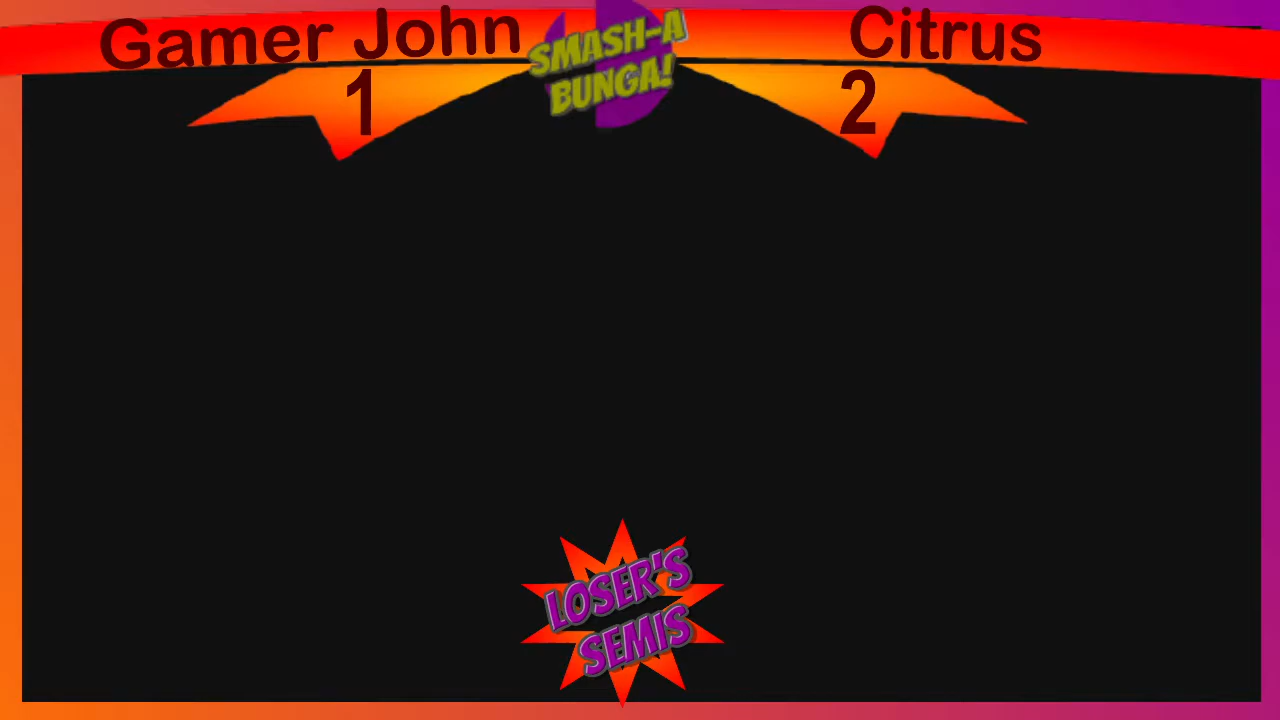 Gamer John
SMASH-A
BUNGA!
Citrus
1
2
LOSER'S
SEMIS